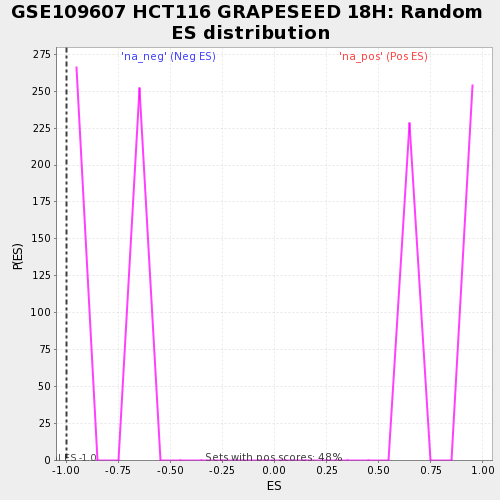 GSE109607 HCT116 GRAPESEED 18H: Random
ES distribution
'na_neg' (Neg ES)
'na_pos' (Pos ES)
275
250
225
200
175
150
125
100
75
50
25
0
P(ES)
ES -1.0
Sets with pos scores: 48%
-1.00 -0.75 -0.50 -0.25 0.00 0.25 0.50 0.75 1.00
ES